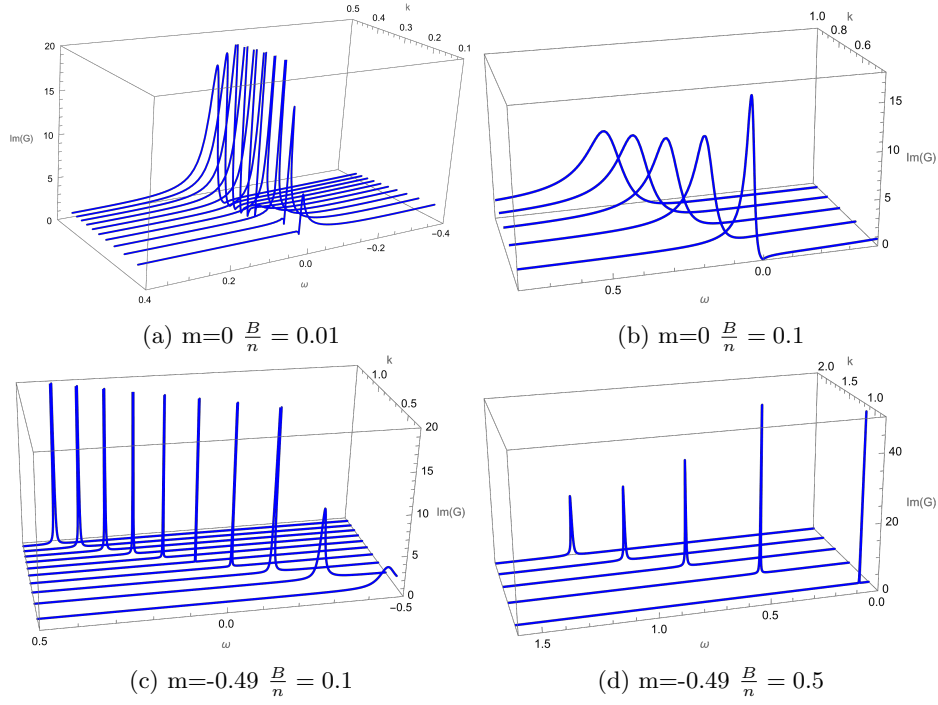 k
0.5
0.4
0.3
0.2
0.1
20
15
Im(G)
10
5
0
0.4
0.2
0.0
−0.2
−0.4
ω
(a) m=0 B/n = 0.01
1.0
k
0.8
0.6
15
10
Im(G)
5
0
0.5
0.0
ω
(b) m=0 B/n = 0.1
k
1.0
0.5
20
15
10
Im(G)
5
0
0.5
0.0
−0.5
ω
(c) m=-0.49 B/n = 0.1
2.0
k
1.5
1.0
40
Im(G)
20
0
1.5
1.0
0.5
0.0
ω
(d) m=-0.49 B/n = 0.5